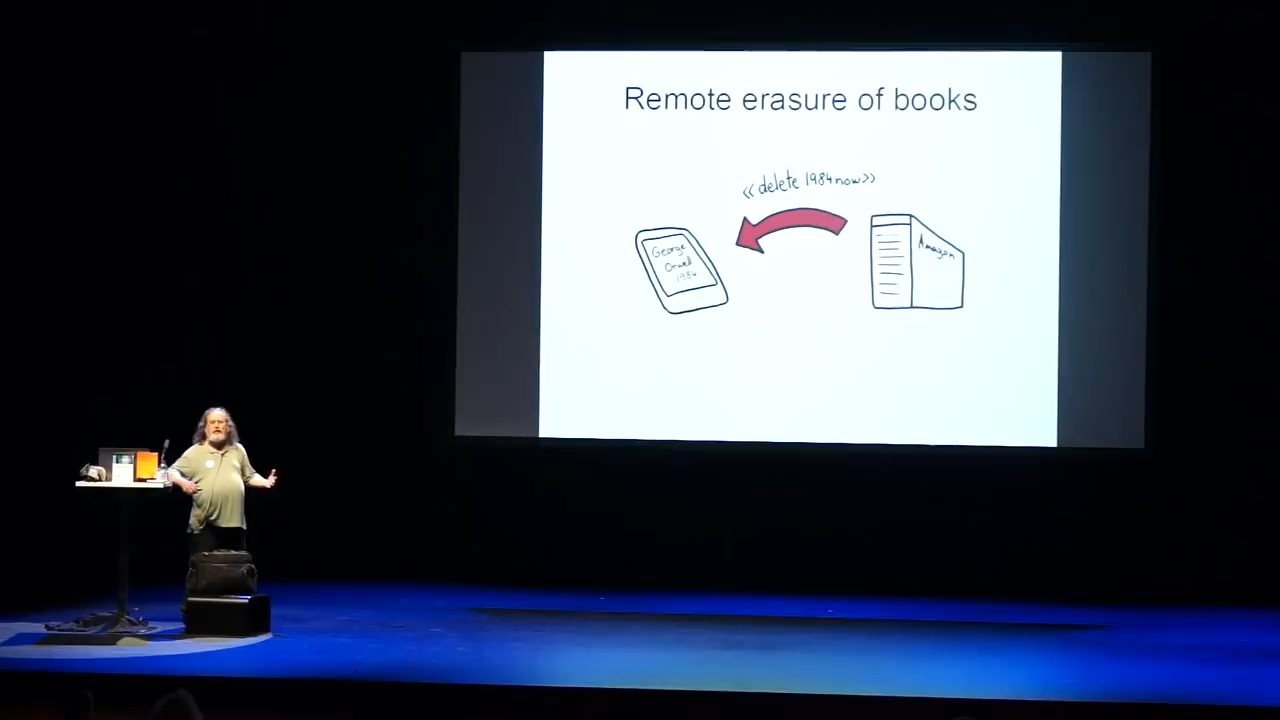 Remote erasure of books
<<delete 1984 now>>
George
Orwell
1984
Amazon